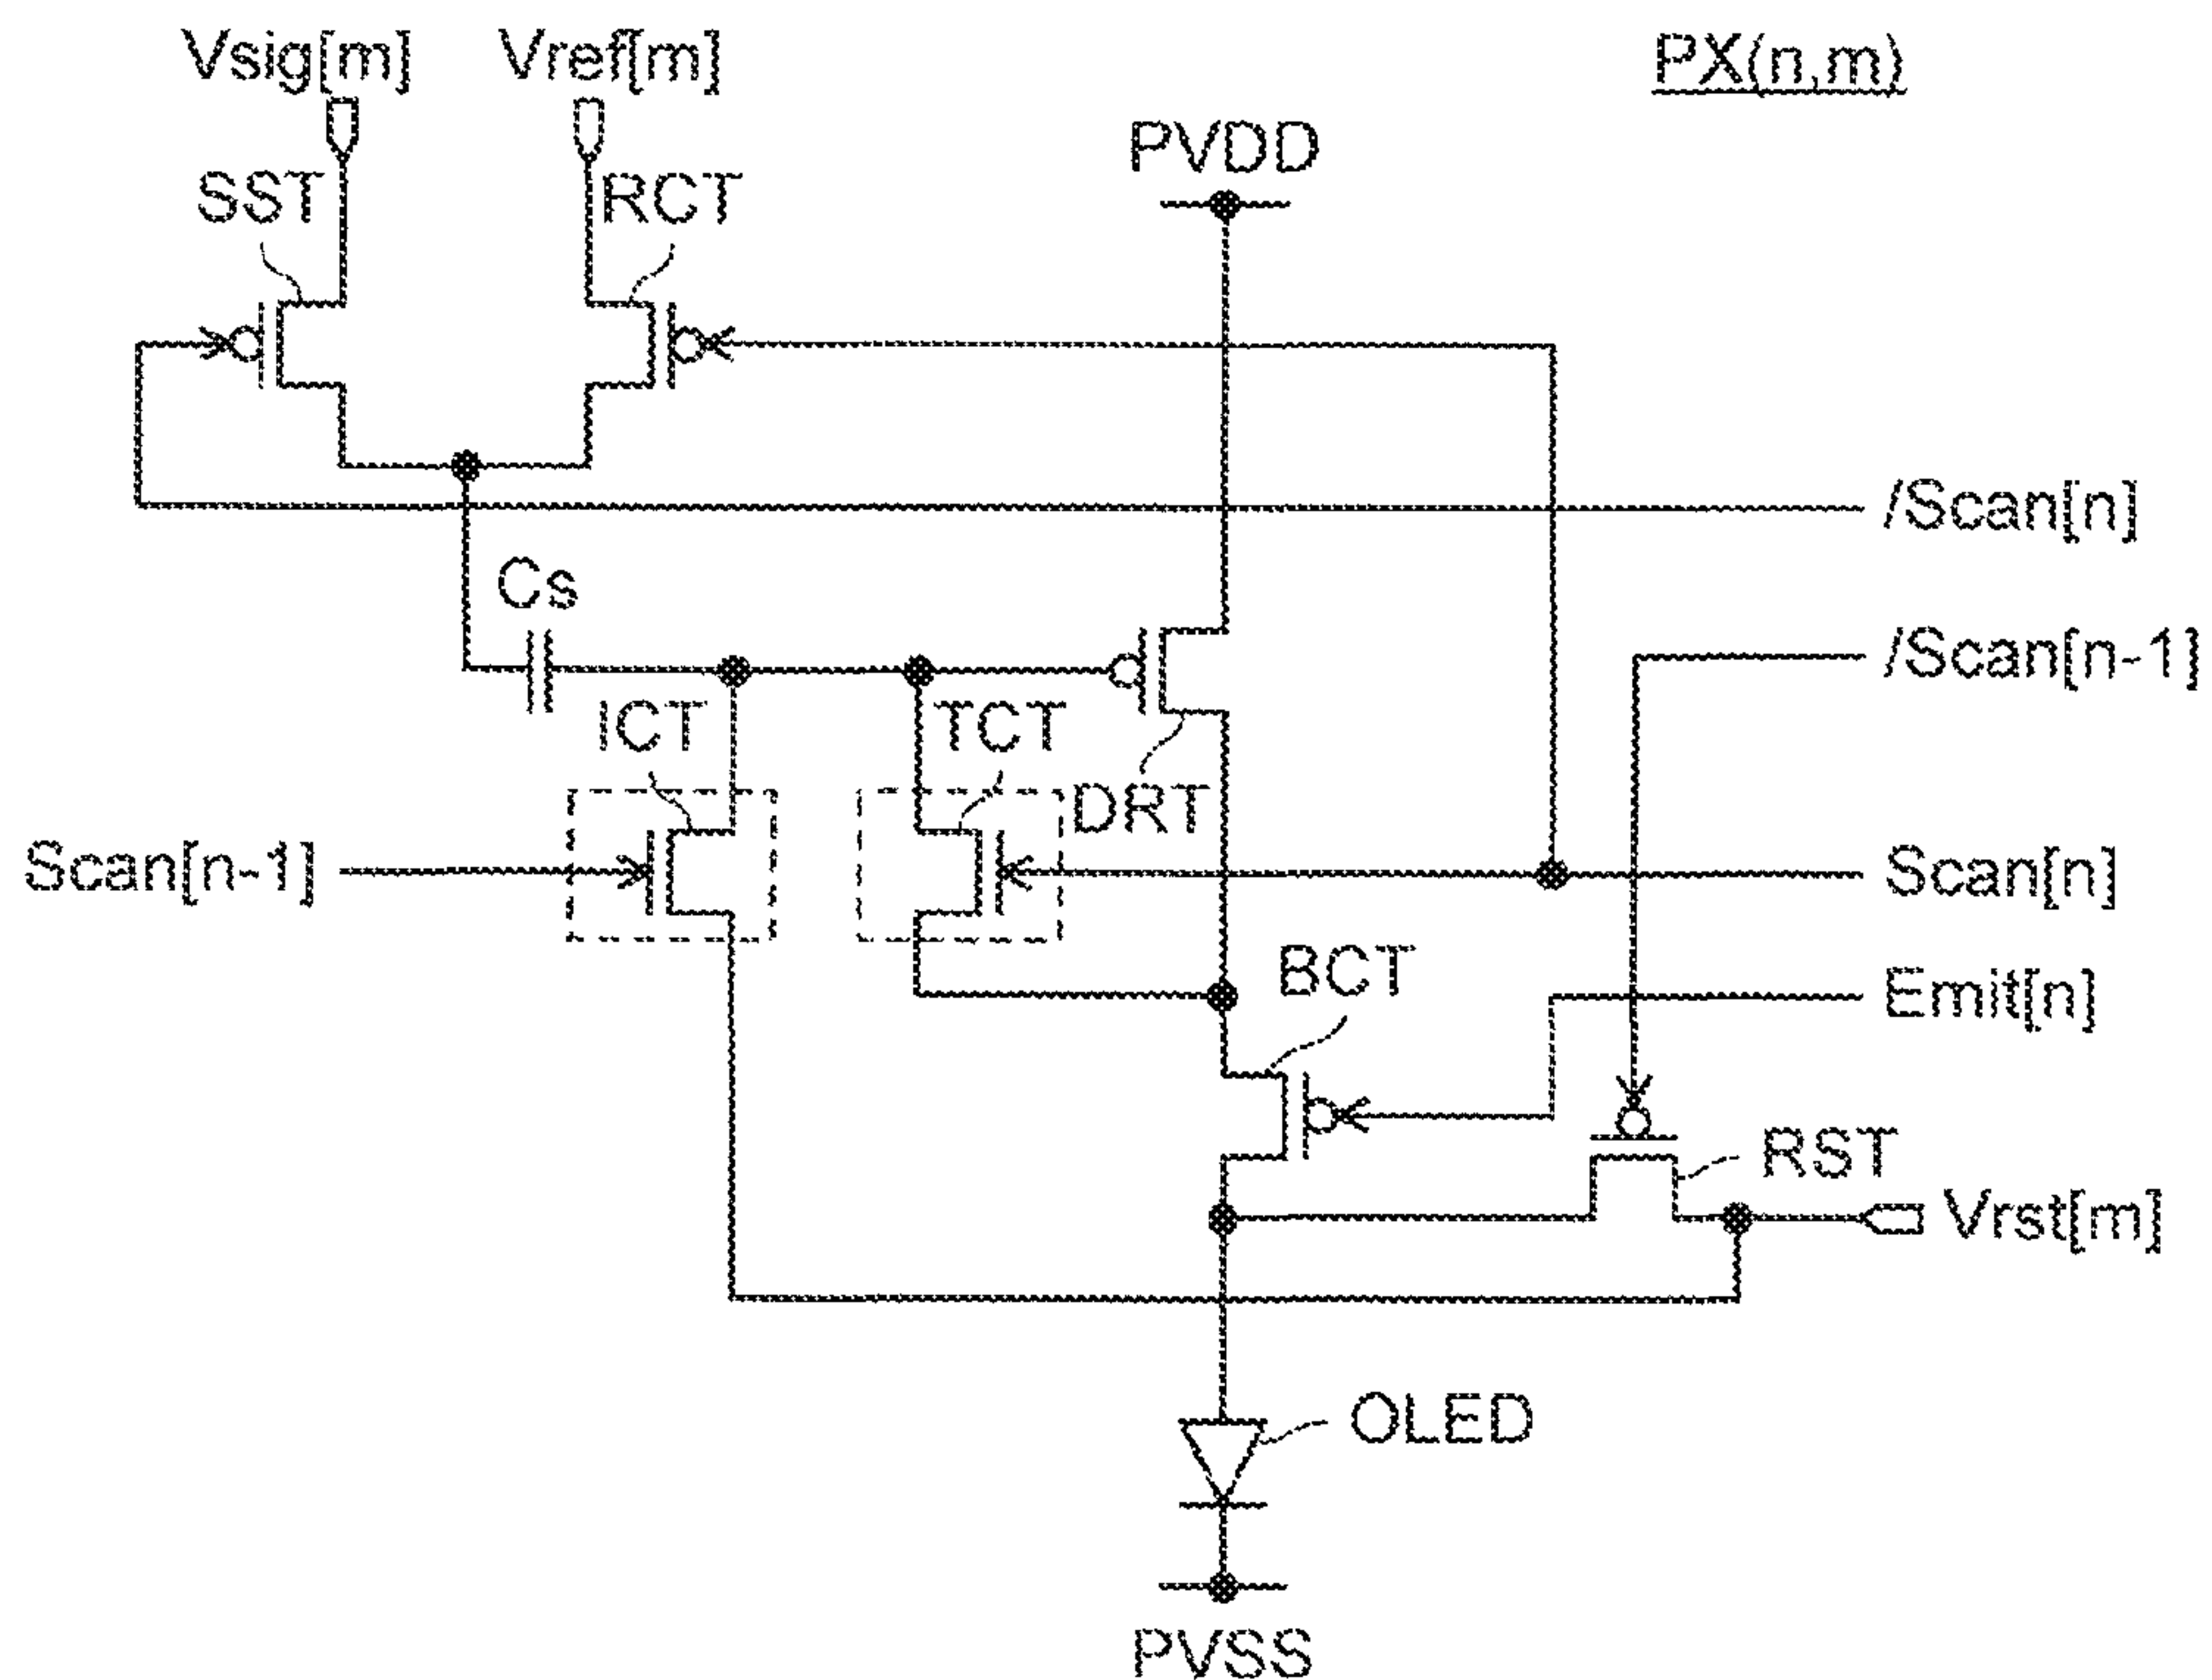 Vsig[m]
Vref[m]
PX(n,m)
PVDD
SST
RCT
/Scan[n]
Cs
/Scan[n-1]
ICT
TCT
DRT
Scan[n-1]
Scan[n]
BCT
Emit[n]
RST
Vrst[m]
OLED
PVSS